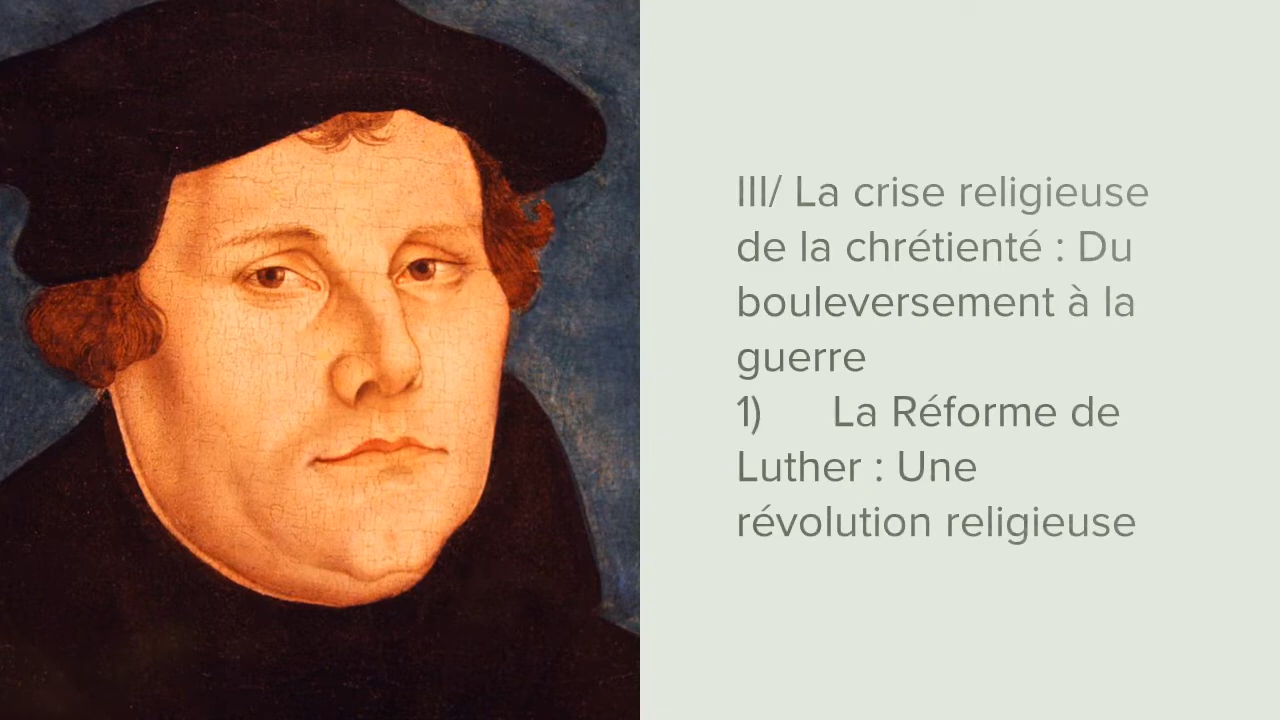 III/ La crise religieuse
de la chrétienté : Du
bouleversement à la
guerre
1) La Réforme de
Luther : Une
révolution religieuse